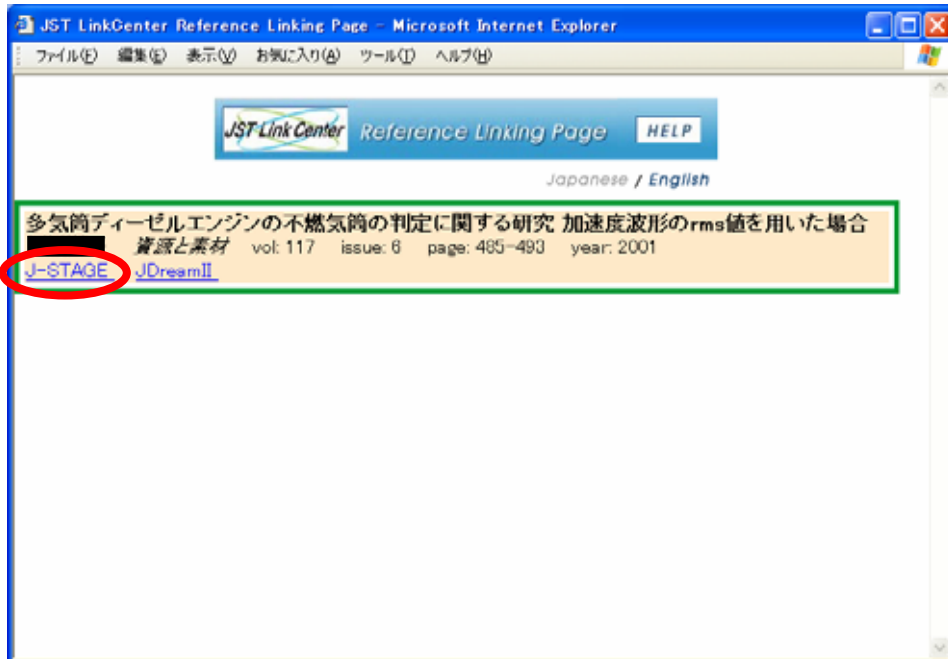 JST LinkCenter Reference Linking Page - Microsoft Internet Explorer
ファイル(F) 編集(E) 表示(V) お気に入り(A) ツール(T) ヘルプ(H)
JST Link Center Reference Linking Page HELP
Japanese / English
多気筒ディーゼルエンジンの不燃気筒の判定に関する研究 加速度波形のrms値を用いた場合
資源と素材 vol: 117 issue: 6 page: 485-493 year: 2001
J-STAGE JDreamII